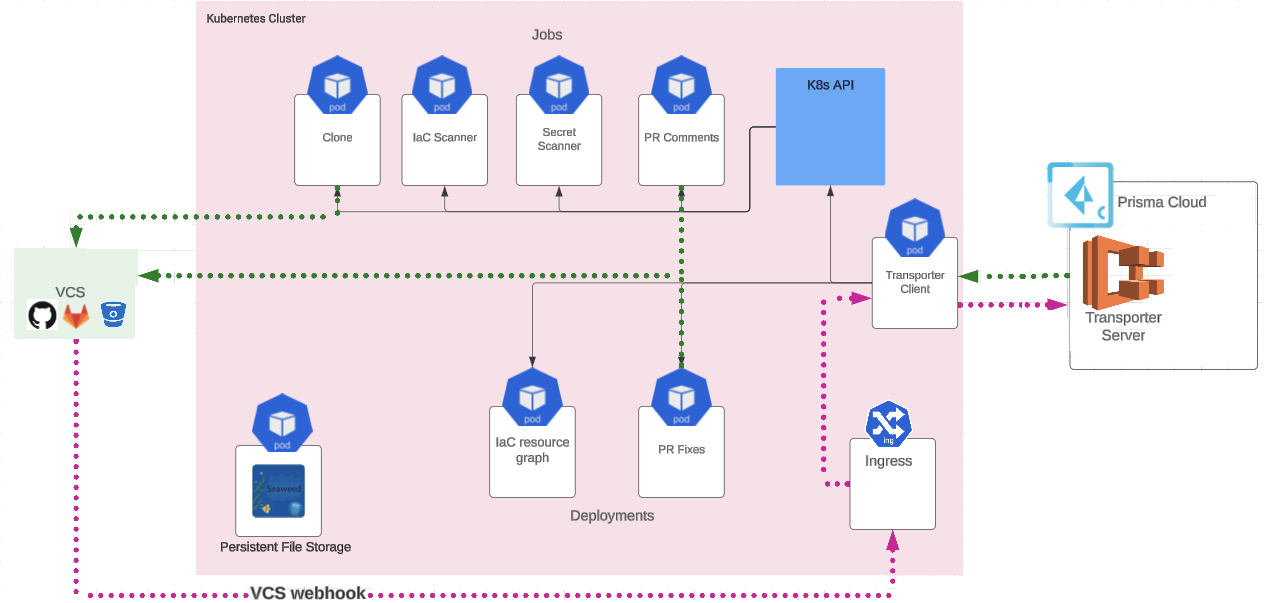 Kubernetes Cluster
Jobs
pod
pod
pod
pod
Clone
IaC Scanner
Secret
Scanner
PR Comments
K8s API
pod
Transporter
Client
Prisma Cloud
Transporter
Server
VCS
pod
IaC resource
graph
pod
PR Fixes
Deployments
ing
Ingress
pod
Seaweed
Persistent File Storage
VCS webhook